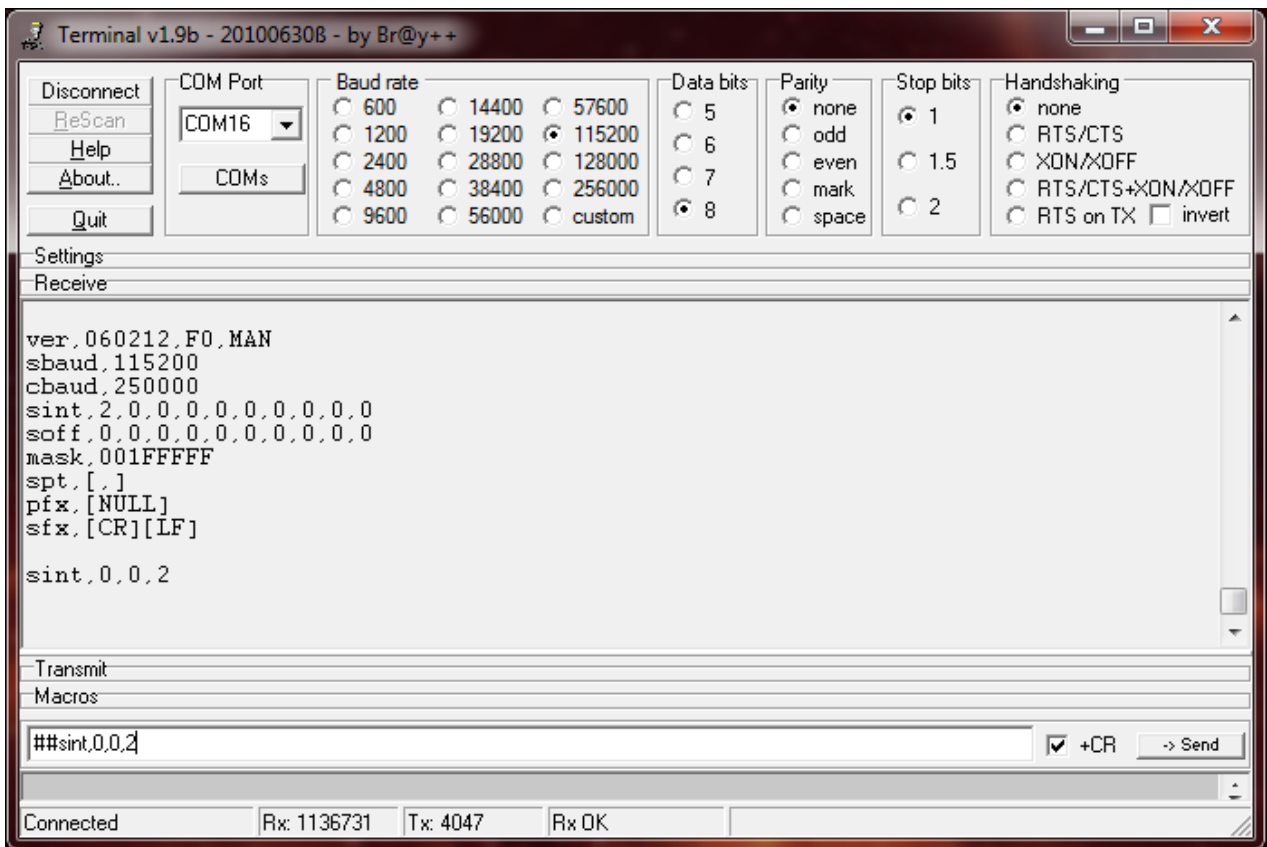 Terminal v1.9b - 20100630ß - by Br@y++
Disconnect
ReScan
Help
About..
Quit
COM Port
COM16
COMs
Baud rate
600 14400 57600
1200 19200 115200
2400 28800 128000
4800 38400 256000
9600 56000 custom
Data bits
5
6
7
8
Parity
none
odd
even
mark
space
Stop bits
1
1.5
2
Handshaking
none
RTS/CTS
XON/XOFF
RTS/CTS+XON/XOFF
RTS on TX invert
Settings
Receive
ver,060212,F0,MAN
sbaud,115200
cbaud,250000
sint,2,0,0,0,0,0,0,0,0,0
soff,0,0,0,0,0,0,0,0,0,0
mask,001FFFFF
spt,[,]
pfx,[NULL]
sfx,[CR][LF]
sint,0,0,2
Transmit
Macros
##sint,0,0,2 +CR -> Send
Connected Rx: 1136731 Tx: 4047 Rx OK